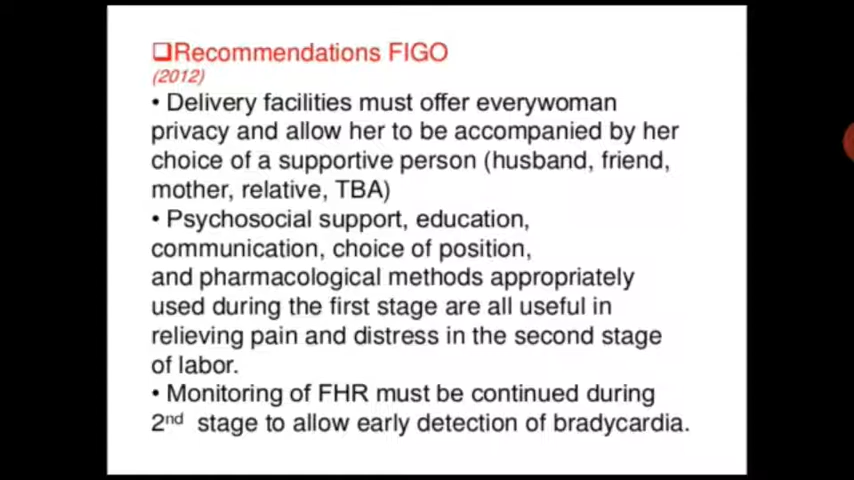 ❑Recommendations FIGO
(2012)
• Delivery facilities must offer everywoman
privacy and allow her to be accompanied by her
choice of a supportive person (husband, friend,
mother, relative, TBA)
• Psychosocial support, education,
communication, choice of position,
and pharmacological methods appropriately
used during the first stage are all useful in
relieving pain and distress in the second stage
of labor.
• Monitoring of FHR must be continued during
2nd stage to allow early detection of bradycardia.